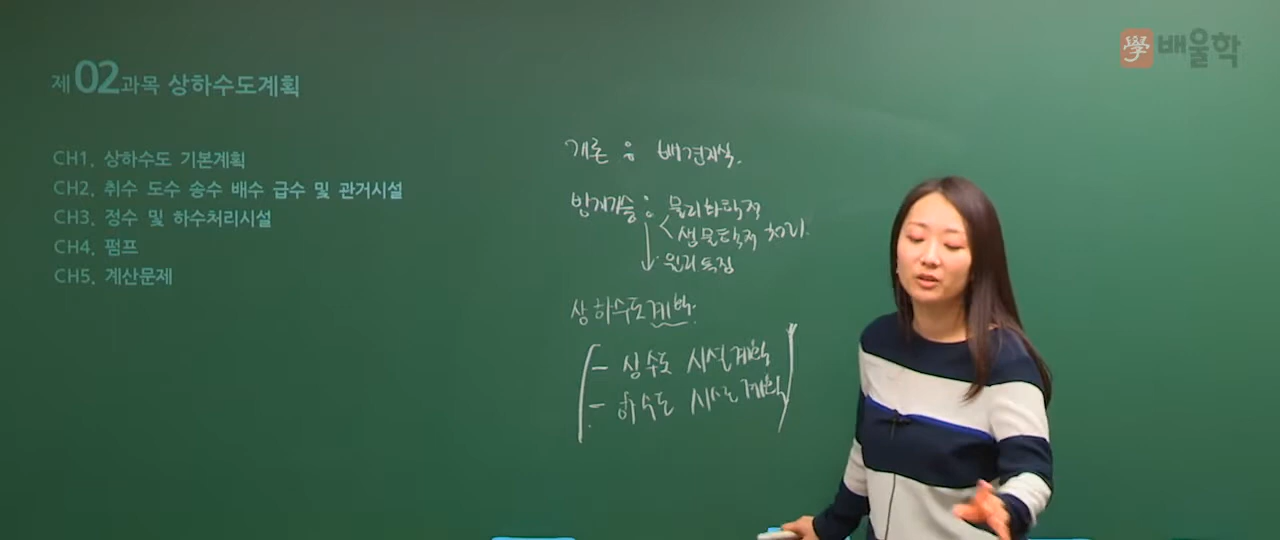 學 배울학
제02과목 상하수도계획
CH1. 상하수도 기본계획
CH2. 취수 도수 송수 배수 급수 및 관거시설
CH3. 정수 및 하수처리시설
CH4. 펌프
CH5. 계산문제
개론 : 배경지식.
방지기술 : 물리화학적
생물학적 처리.
원리 특징
상하수도계획.
- 상수도 시설계획
- 하수도 시설계획